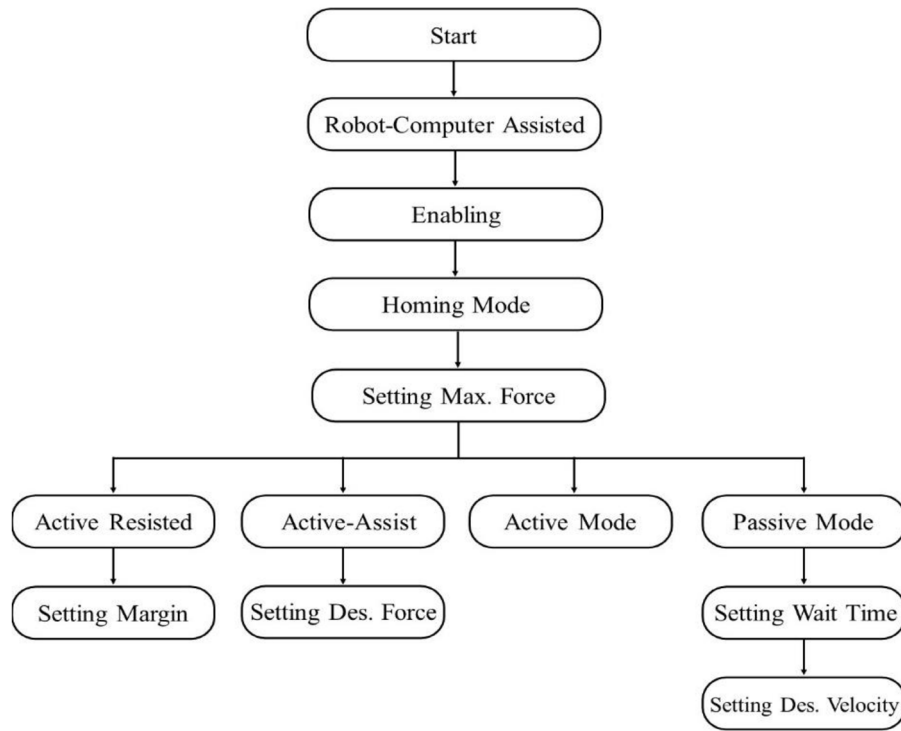 Start
Robot-Computer Assisted
Enabling
Homing Mode
Setting Max. Force
Active Resisted
Active-Assist
Active Mode
Passive Mode
Setting Margin
Setting Des. Force
Setting Wait Time
Setting Des. Velocity